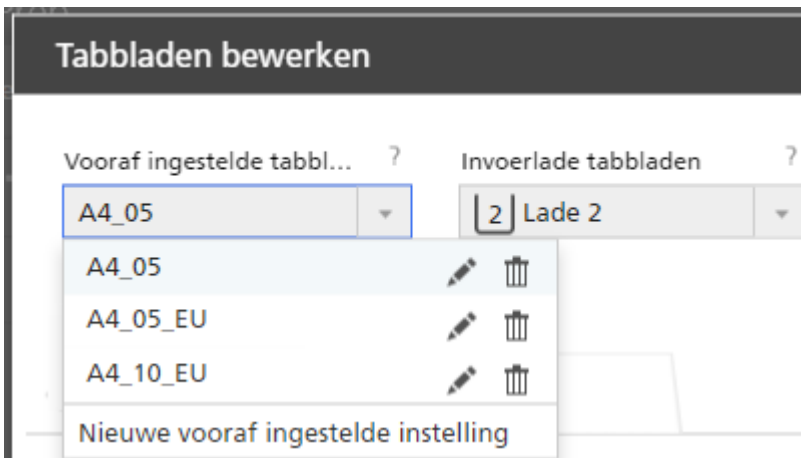 Tabbladen bewerken
Vooraf ingestelde tabbl... ?
Invoerlade tabbladen ?
A4_05
2 Lade 2
A4_05
A4_05_EU
A4_10_EU
Nieuwe vooraf ingestelde instelling